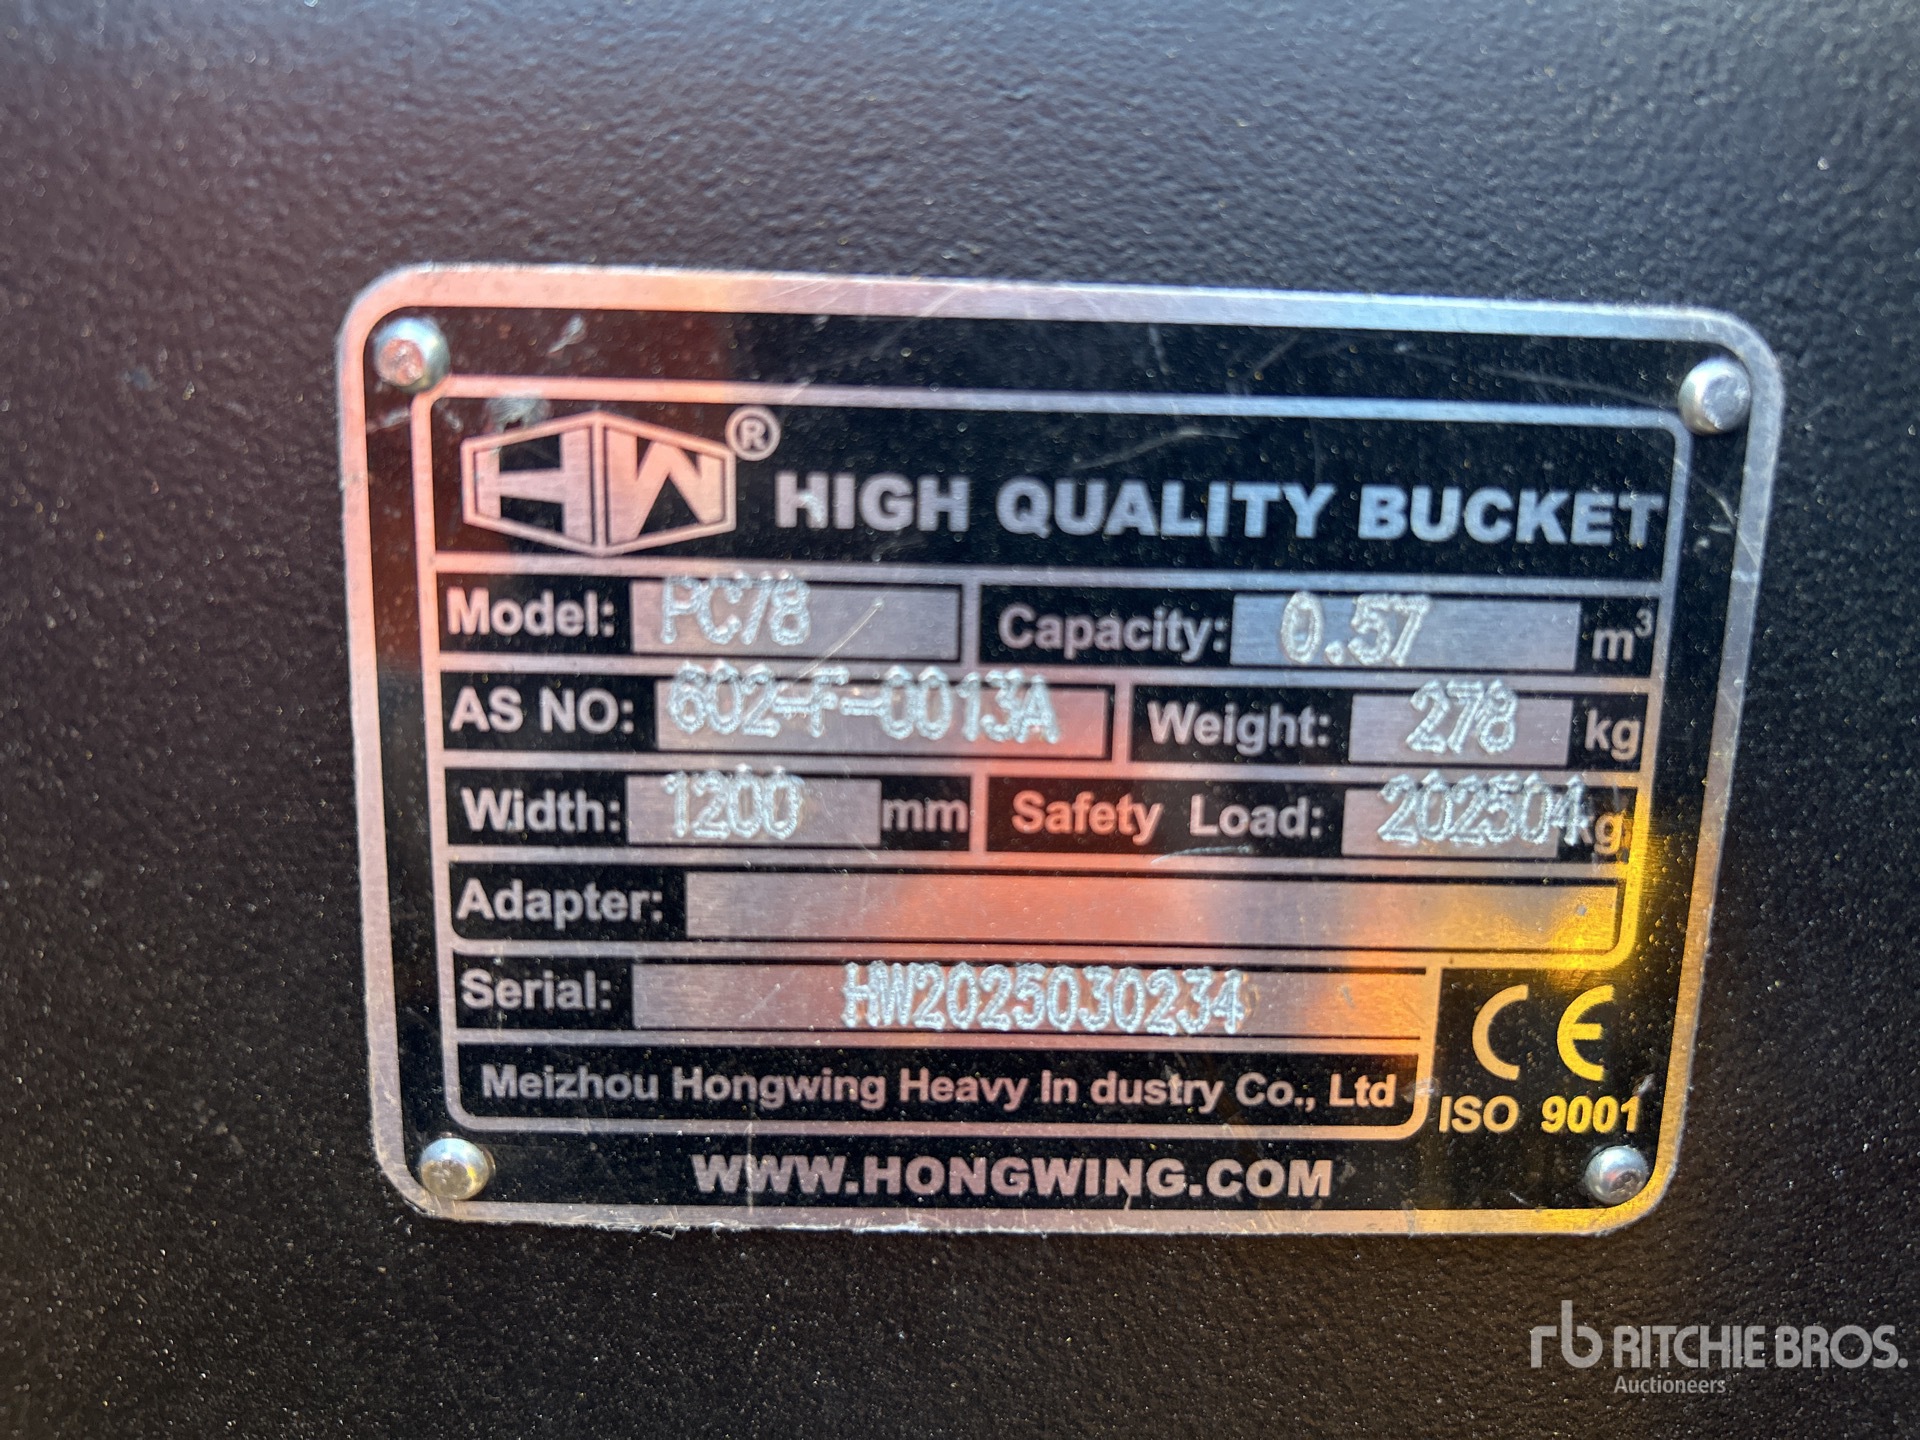 HW® HIGH QUALITY BUCKET
Model: PC78 Capacity: 0.57 m³
AS NO: 602-F-0013A Weight: 278 kg
Width: 1200 mm Safety Load: 202504 kg
Adapter:
Serial: HW2025030234
Meizhou Hongwing Heavy In dustry Co., Ltd
CE
ISO 9001
WWW.HONGWING.COM
rb RITCHIE BROS.
Auctioneers